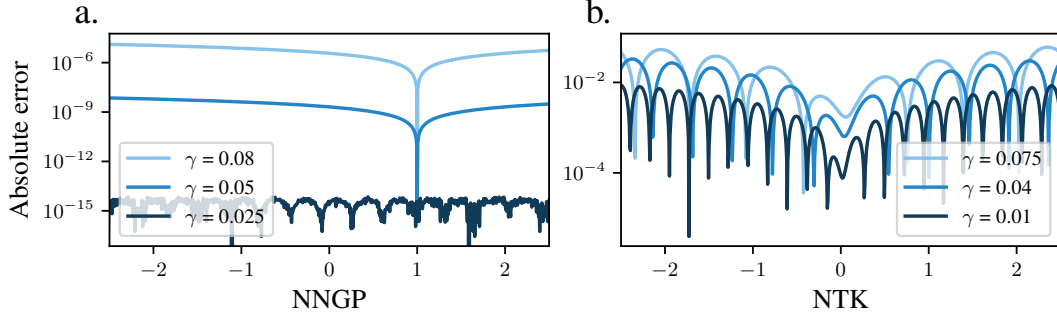 a.
Absolute error
10⁻⁶
10⁻⁹
10⁻¹²
10⁻¹⁵
γ = 0.08
γ = 0.05
γ = 0.025
−2 −1 0 1 2
NNGP
b.
10⁻²
10⁻⁴
γ = 0.075
γ = 0.04
γ = 0.01
−2 −1 0 1 2
NTK